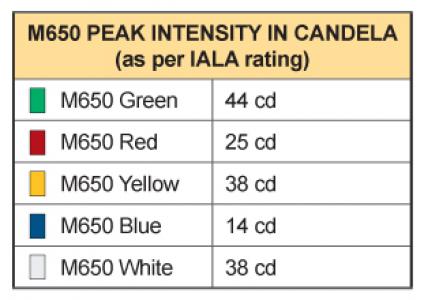 M650 PEAK INTENSITY IN CANDELA
(as per IALA rating)
M650 Green 44 cd
M650 Red 25 cd
M650 Yellow 38 cd
M650 Blue 14 cd
M650 White 38 cd